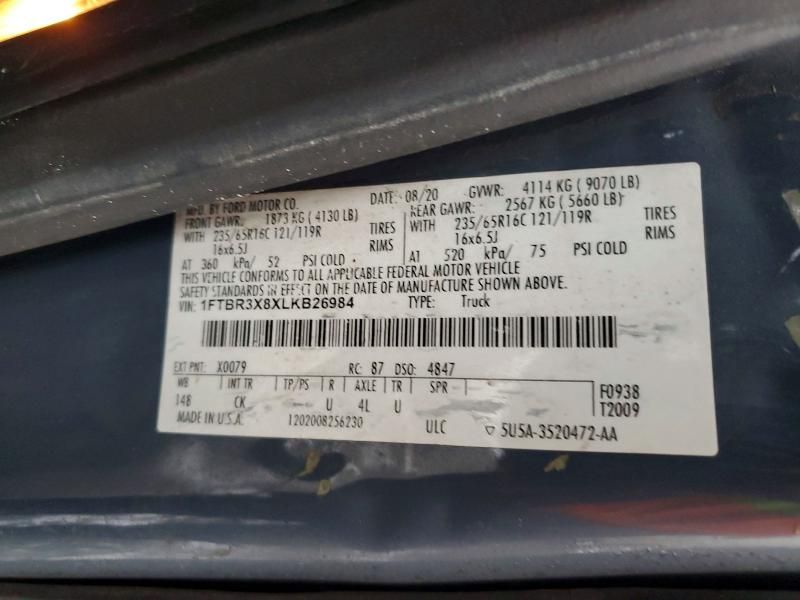 MFD. BY FORD MOTOR CO. DATE: 08/20 GVWR: 4114 KG ( 9070 LB)
FRONT GAWR: 1873 KG ( 4130 LB) REAR GAWR: 2567 KG ( 5660 LB)
WITH 235/65R16C 121/119R TIRES WITH 235/65R16C 121/119R TIRES
16x6.5J RIMS 16x6.5J RIMS
AT 360 kPa/ 52 PSI COLD AT 520 kPa/ 75 PSI COLD
THIS VEHICLE CONFORMS TO ALL APPLICABLE FEDERAL MOTOR VEHICLE
SAFETY STANDARDS IN EFFECT ON THE DATE OF MANUFACTURE SHOWN ABOVE.
VIN: 1FTBR3X8XLKB26984 TYPE: Truck
EXT PNT: X0079 RC: 87 DSO: 4847
WB INT TR TP/PS R AXLE TR SPR F0938
148 CK U 4L U T2009
MADE IN U.S.A. 1202008256230 ULC ▽ 5U5A-3520472-AA